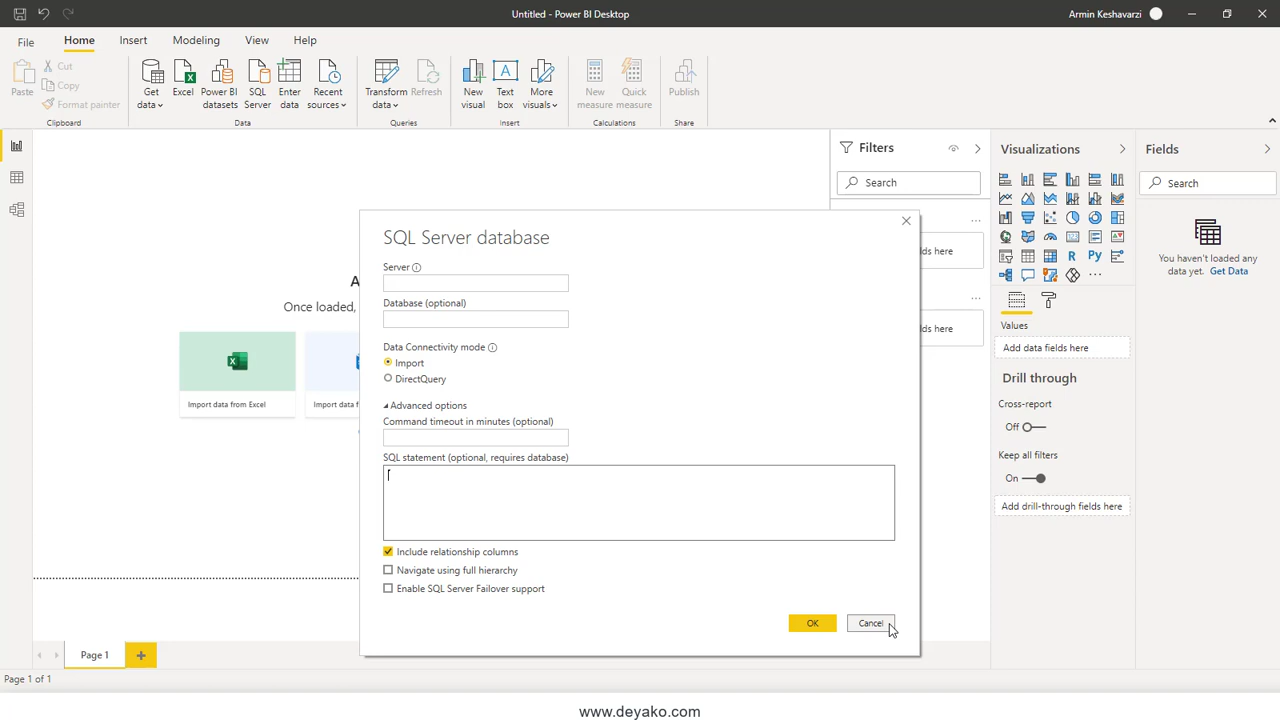 Untitled - Power BI Desktop
Armin Keshavarzi
File
Home
Insert
Modeling
View
Help
Paste
Cut
Copy
Format painter
Clipboard
Get data
Excel
Power BI datasets
SQL Server
Enter data
Recent sources
Data
Transform data
Refresh
Queries
New visual
Text box
More visuals
Insert
New measure
Quick measure
Calculations
Publish
Share
Filters
Search
lds here
lds here
Visualizations
R
Py
Values
Add data fields here
Drill through
Cross-report
Off
Keep all filters
On
Add drill-through fields here
Fields
Search
You haven't loaded any
data yet. Get Data
A
Once loaded,
Import data from Excel
Import data f
SQL Server database
Server
Database (optional)
Data Connectivity mode
Import
DirectQuery
Advanced options
Command timeout in minutes (optional)
SQL statement (optional, requires database)
Include relationship columns
Navigate using full hierarchy
Enable SQL Server Failover support
OK
Cancel
Page 1
Page 1 of 1
www.deyako.com